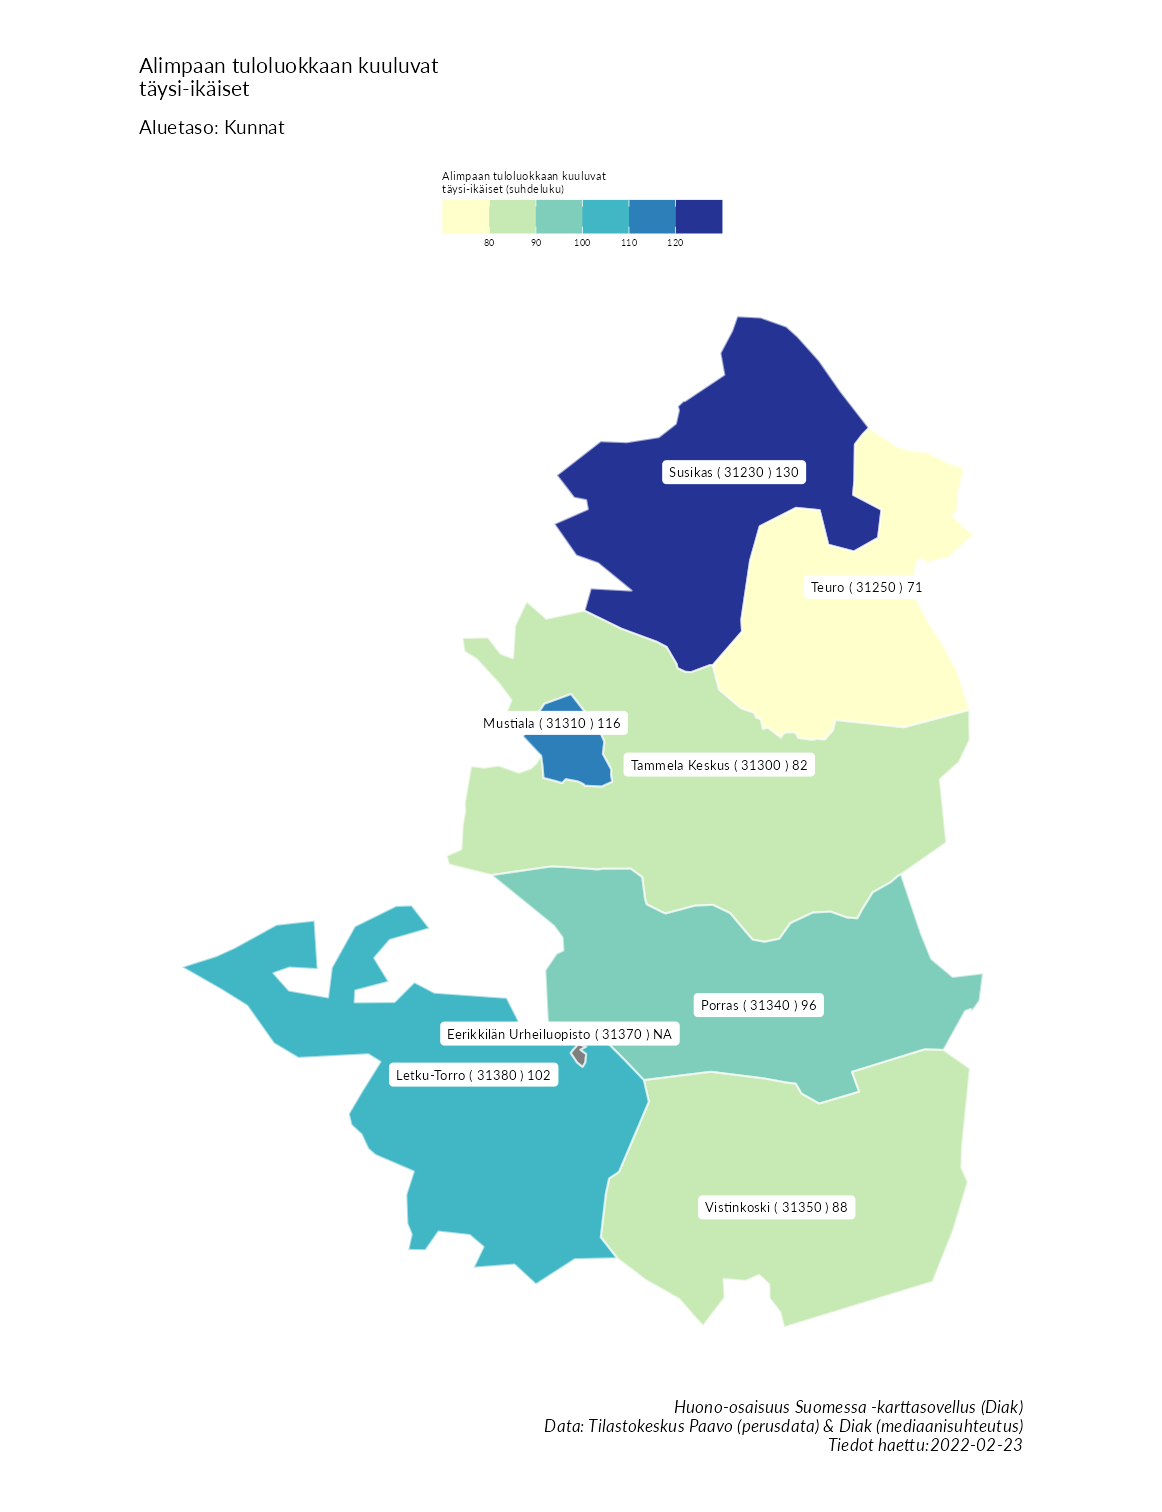 Alimpaan tuloluokkaan kuuluvat
täysi-ikäiset
Aluetaso: Kunnat
Alimpaan tuloluokkaan kuuluvat
täysi-ikäiset (suhdeluku)
80 90 100 110 120
Susikas ( 31230 ) 130
Teuro ( 31250 ) 71
Mustiala ( 31310 ) 116
Tammela Keskus ( 31300 ) 82
Porras ( 31340 ) 96
Eerikkilän Urheiluopisto ( 31370 ) NA
Letku-Torro ( 31380 ) 102
Vistinkoski ( 31350 ) 88
Huono-osaisuus Suomessa -karttasovellus (Diak)
Data: Tilastokeskus Paavo (perusdata) & Diak (mediaanisuhteutus)
Tiedot haettu:2022-02-23